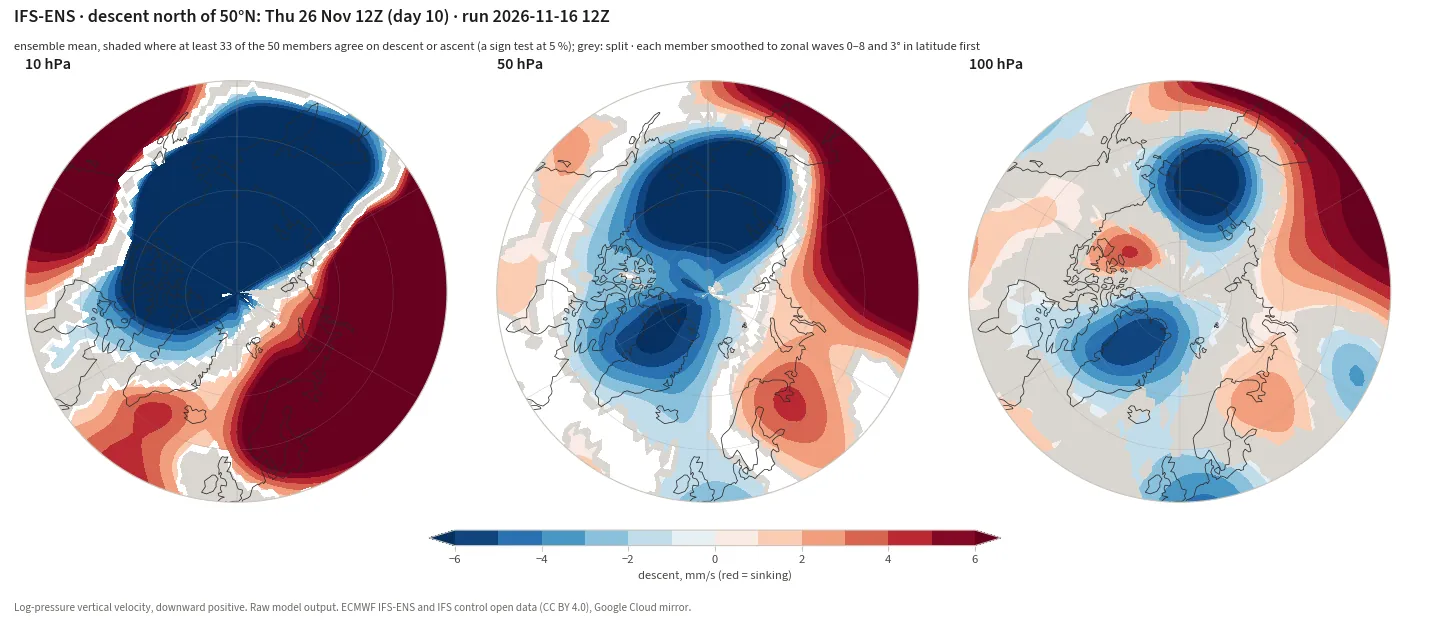 IFS-ENS · descent north of 50°N: Thu 26 Nov 12Z (day 10) · run 2026-11-16 12Z
ensemble mean, shaded where at least 33 of the 50 members agree on descent or ascent (a sign test at 5 %); grey: split · each member smoothed to zonal waves 0–8 and 3° in latitude first
10 hPa
50 hPa
100 hPa
−6 −4 −2 0 2 4 6
descent, mm/s (red = sinking)
Log-pressure vertical velocity, downward positive. Raw model output. ECMWF IFS-ENS and IFS control open data (CC BY 4.0), Google Cloud mirror.